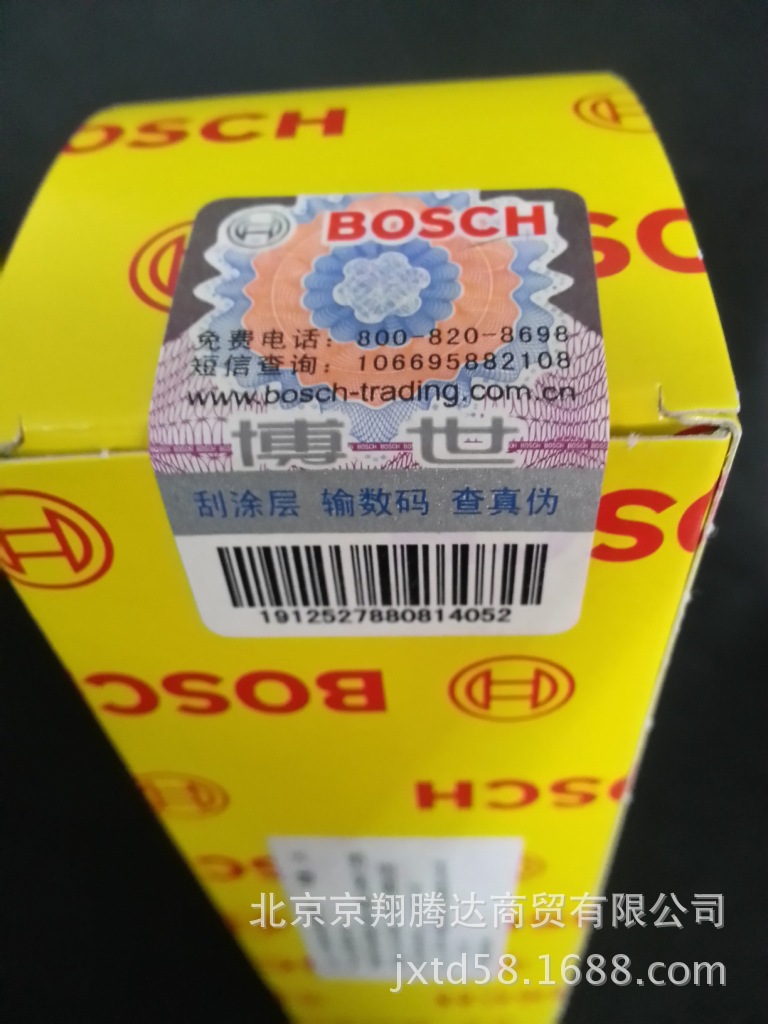 BOSCH
BOSCH
免费电话：800-820-8698
短信查询：106695882108
www.bosch-trading.com.cn
博世
刮涂层 输数码 查真伪
1912527880814052
BOSC
BOSCH
北京京翔腾达商贸有限公司
jxtd58.1688.com